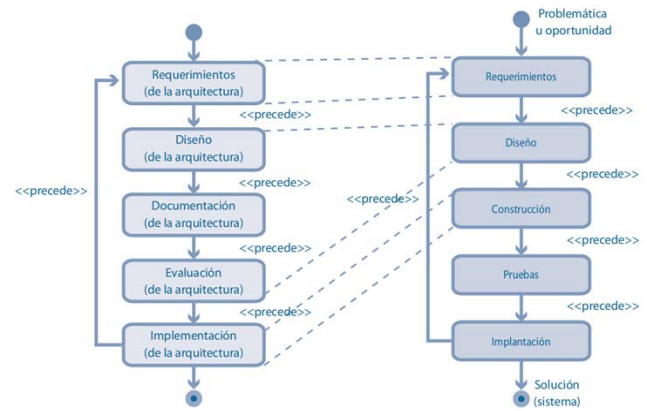 Requerimientos
(de la arquitectura)
<<precede>>
Diseño
(de la arquitectura)
<<precede>>
<<precede>>
Documentación
(de la arquitectura)
<<precede>>
Evaluación
(de la arquitectura)
<<precede>>
Implementación
(de la arquitectura)
Problemática
u oportunidad
Requerimientos
<<precede>>
Diseño
<<precede>>
<<precede>>
Construcción
<<precede>>
Pruebas
<<precede>>
Implantación
Solución
(sistema)